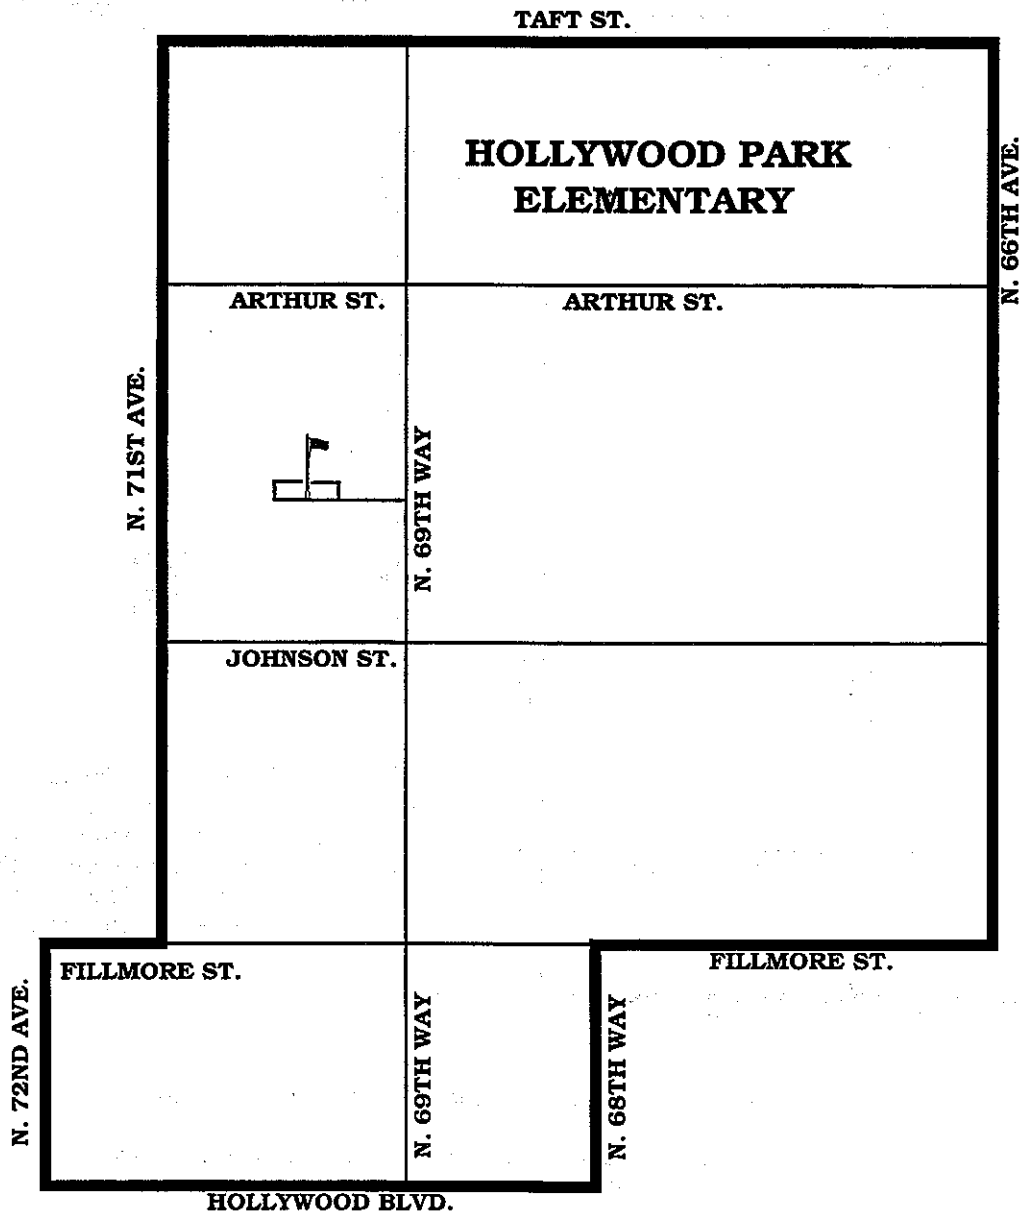 TAFT ST.
HOLLYWOOD PARK
ELEMENTARY
N. 66TH AVE.
ARTHUR ST.
ARTHUR ST.
N. 71ST AVE.
N. 69TH WAY
JOHNSON ST.
FILLMORE ST.
FILLMORE ST.
N. 72ND AVE.
N. 69TH WAY
N. 68TH WAY
HOLLYWOOD BLVD.